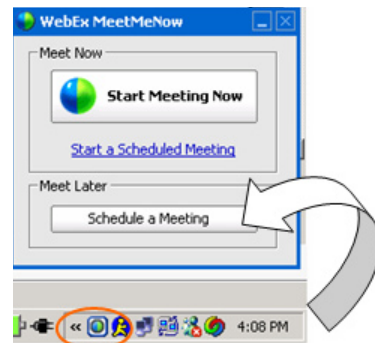 WebEx MeetMeNow
Meet Now
Start Meeting Now
Start a Scheduled Meeting
Meet Later
Schedule a Meeting
« 4:08 PM